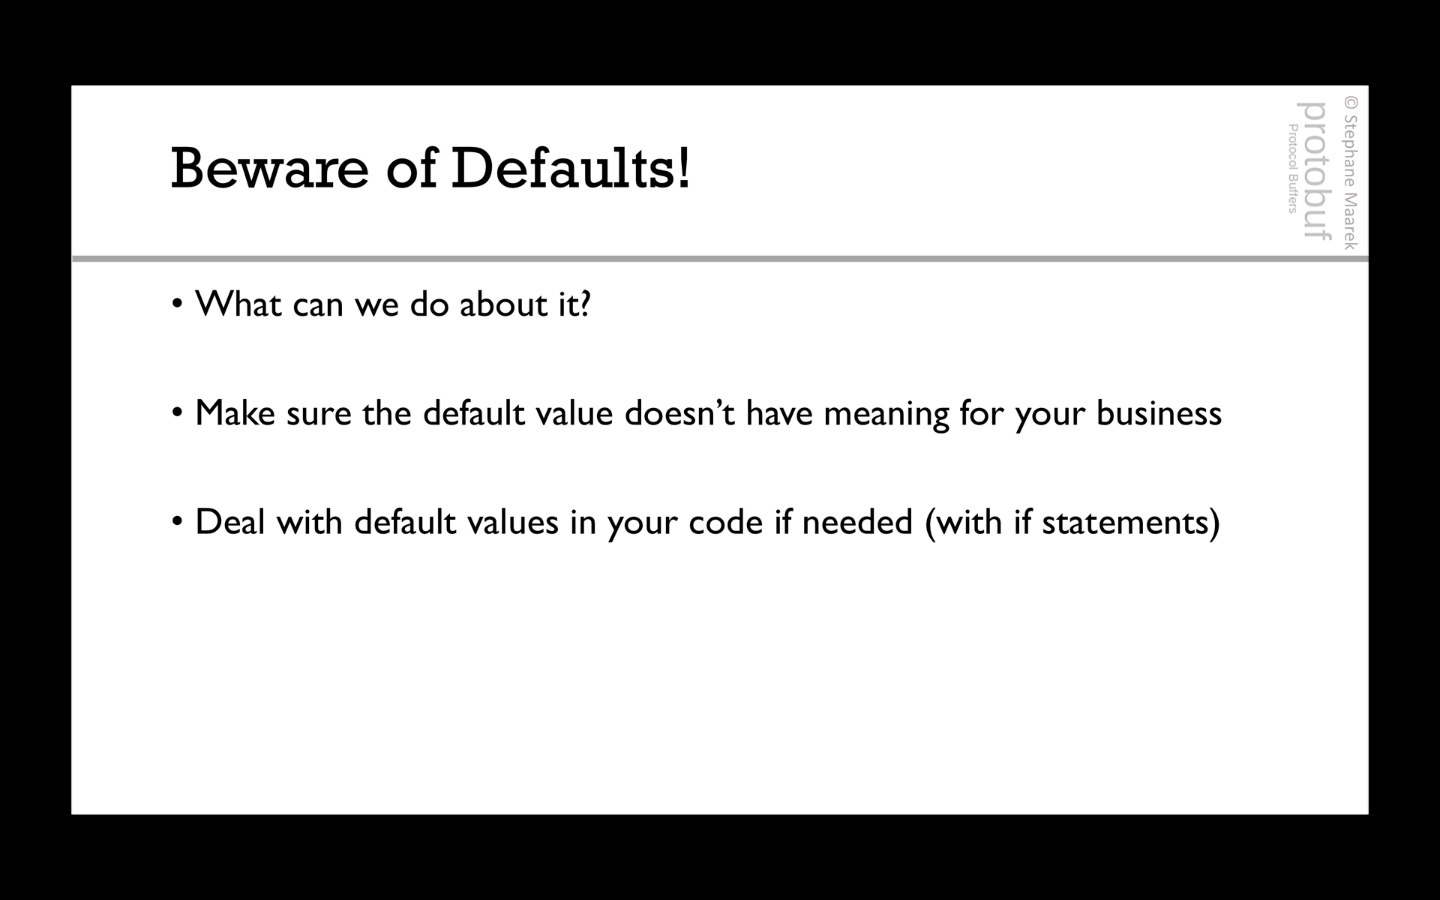 Beware of Defaults!
© Stephane Maarek
protobuf
Protocol Buffers
• What can we do about it?
• Make sure the default value doesn’t have meaning for your business
• Deal with default values in your code if needed (with if statements)